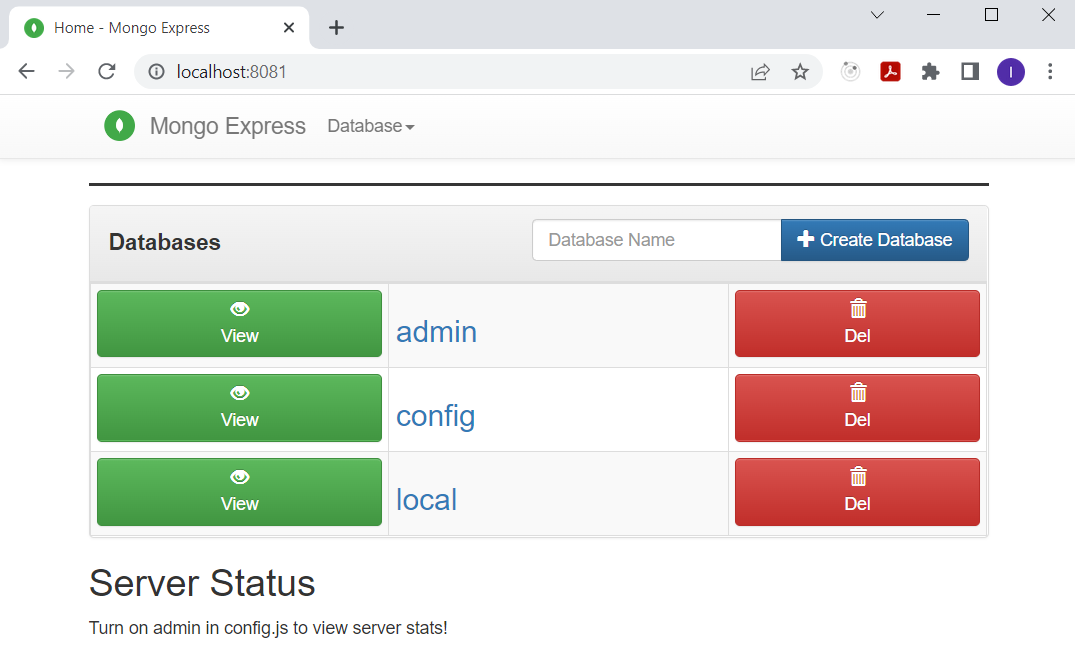 Home - Mongo Express
localhost:8081
I
Mongo Express Database
Databases Database Name Create Database
View admin Del
View config Del
View local Del
Server Status
Turn on admin in config.js to view server stats!